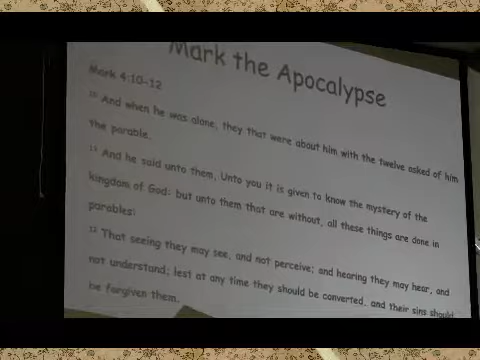 Mark the Apocalypse
Mark 4:10-12
10 And when he was alone, they that were about him with the twelve asked of him
the parable.
11 And he said unto them, Unto you it is given to know the mystery of the
kingdom of God: but unto them that are without, all these things are done in
parables:
12 That seeing they may see, and not perceive; and hearing they may hear, and
not understand; lest at any time they should be converted, and their sins should
be forgiven them.